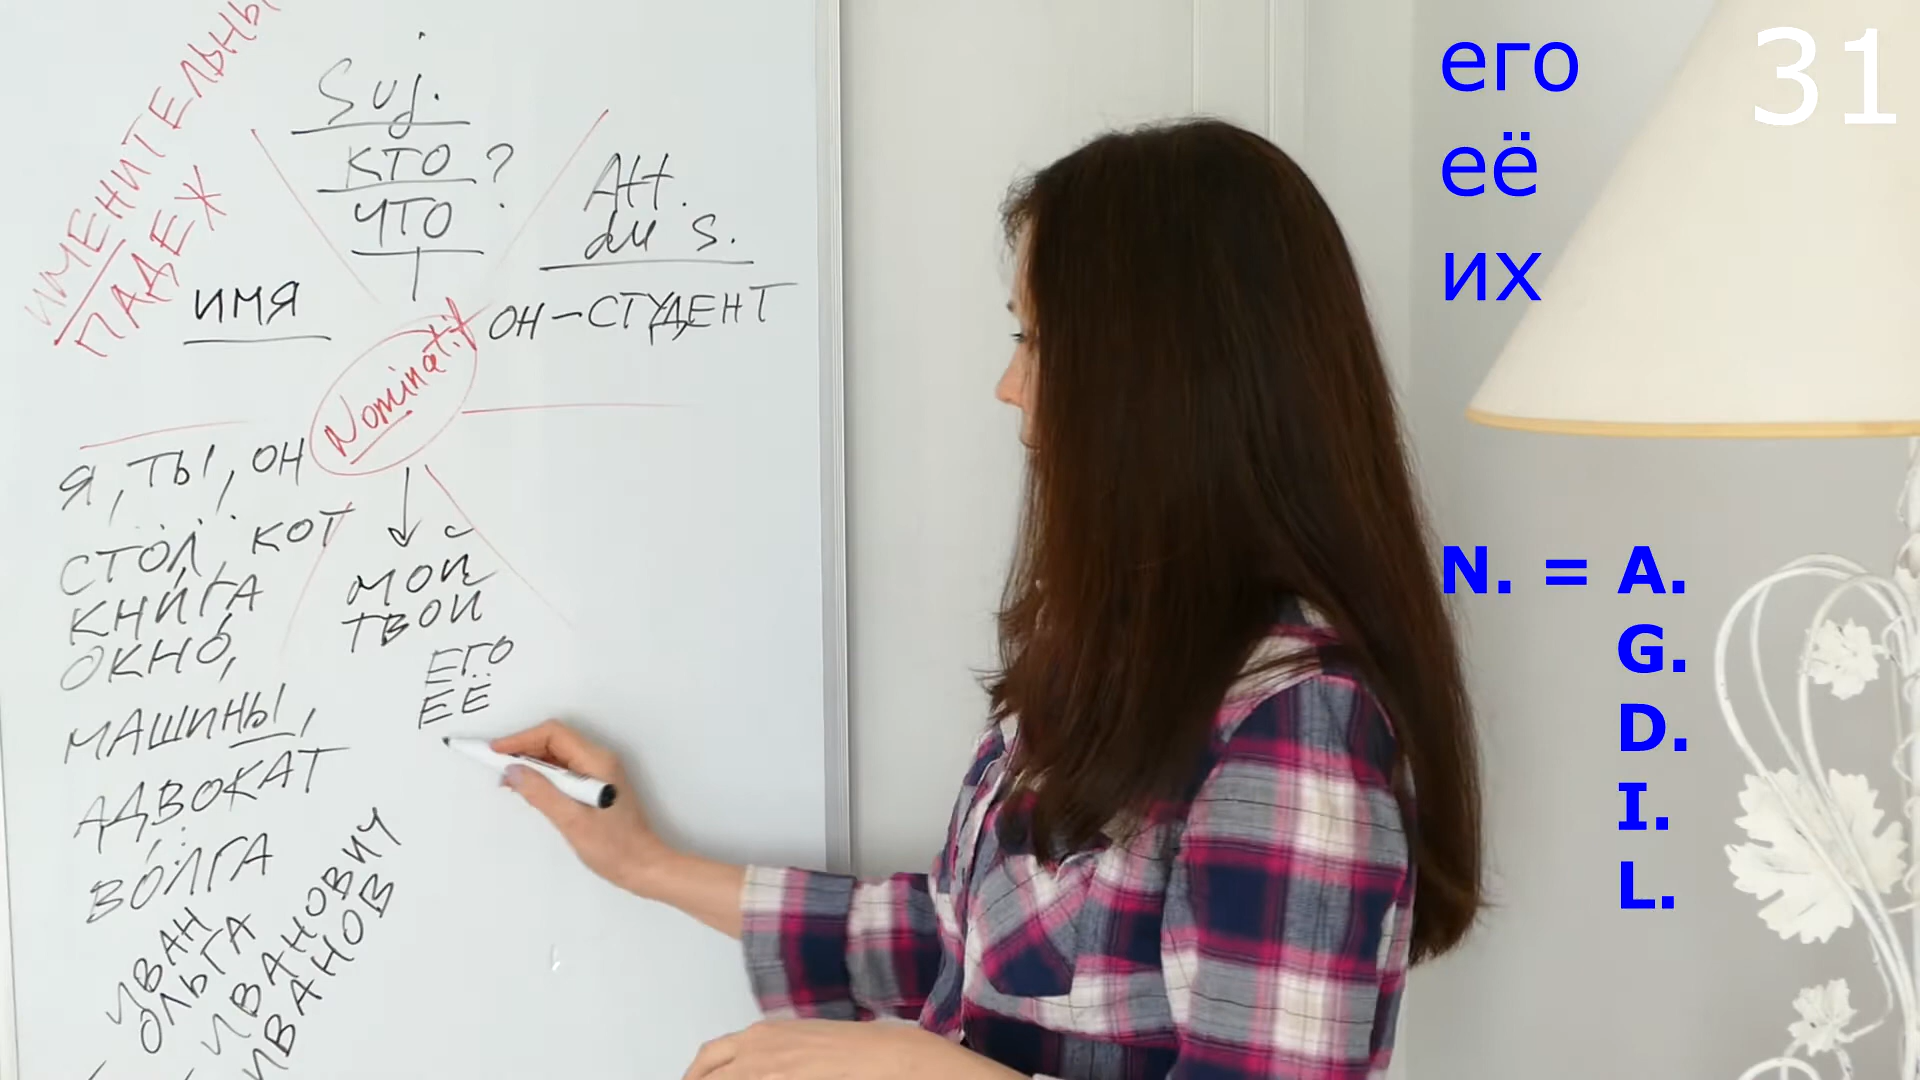 ИМЕНИТЕЛЬНЫ
ПАДЕЖ
Suj.
КТО ?
ЧТО
Att.
du s.
ИМЯ
ОН – СТУДЕНТ
Nominatif
Я, ТЫ, ОН
СТОЛ, КОТ
КНИГА
ОКНО,
МАШИНЫ,
АДВОКАТ
ВОЛГА
ИВАН
ОЛЬГА
ИВАНОВИЧ
ИВАНОВ
МОЙ
ТВОЙ
ЕГО
ЕЁ
его
её
их
31
N. = A.
G.
D.
I.
L.